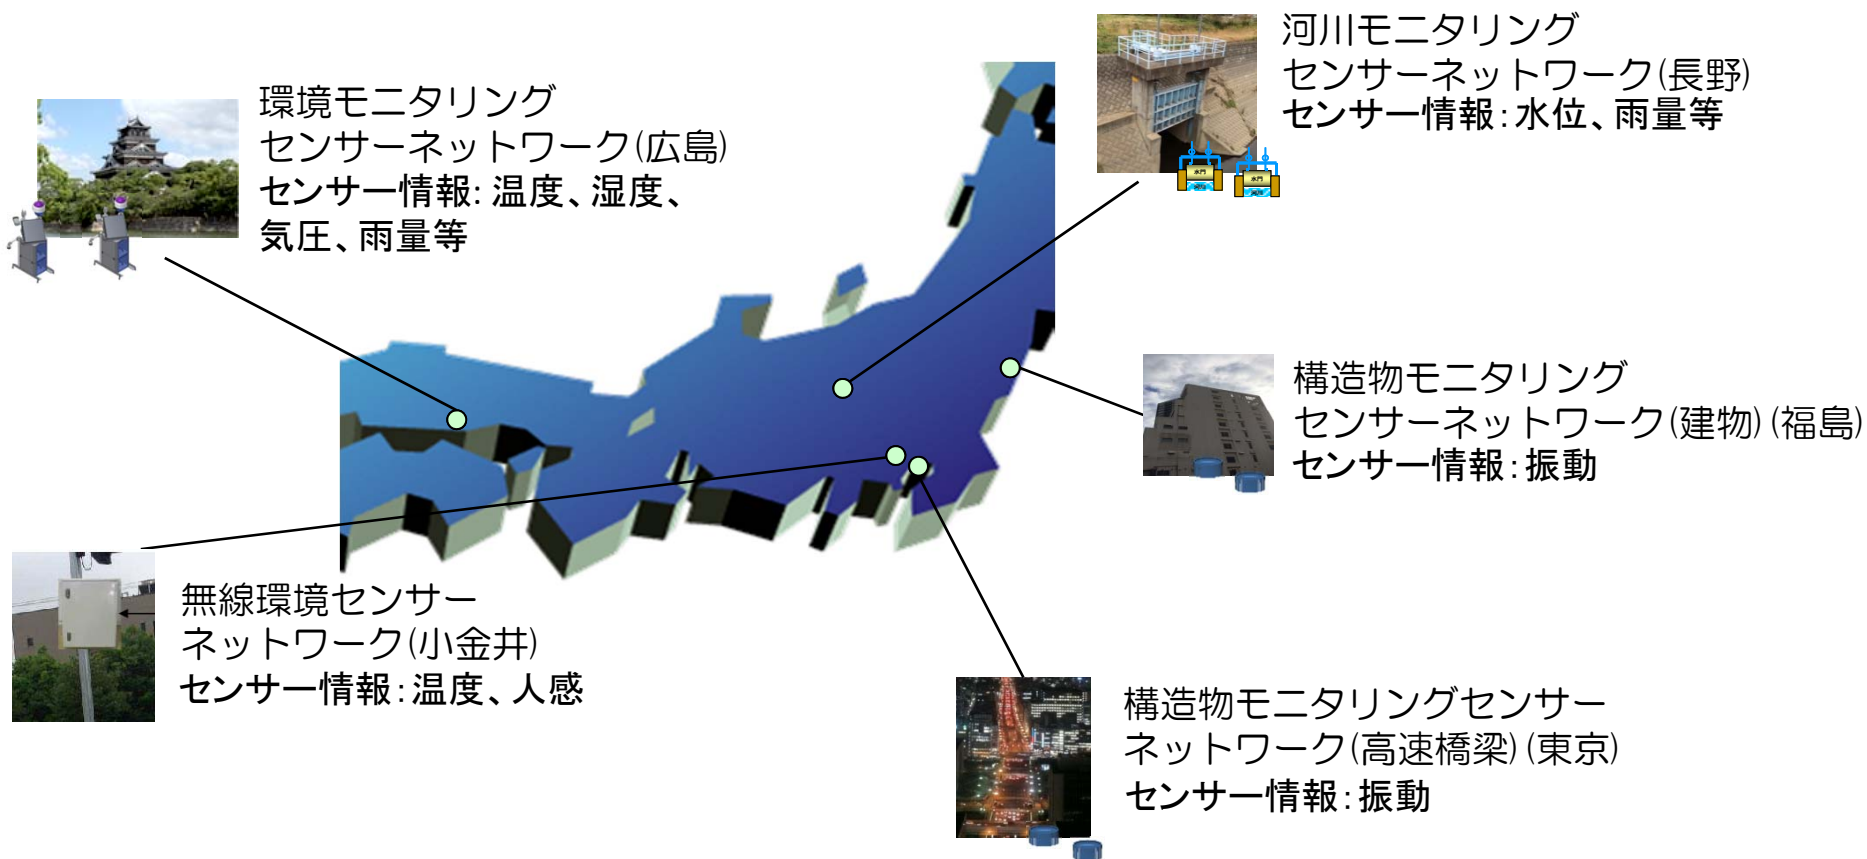 環境モニタリング
センサーネットワーク(広島)
センサー情報: 温度、湿度、
気圧、雨量等
河川モニタリング
センサーネットワーク(長野)
センサー情報:水位、雨量等
水門
水門
構造物モニタリング
センサーネットワーク(建物)(福島)
センサー情報:振動
無線環境センサー
ネットワーク(小金井)
センサー情報:温度、人感
構造物モニタリングセンサー
ネットワーク(高速橋梁)(東京)
センサー情報:振動